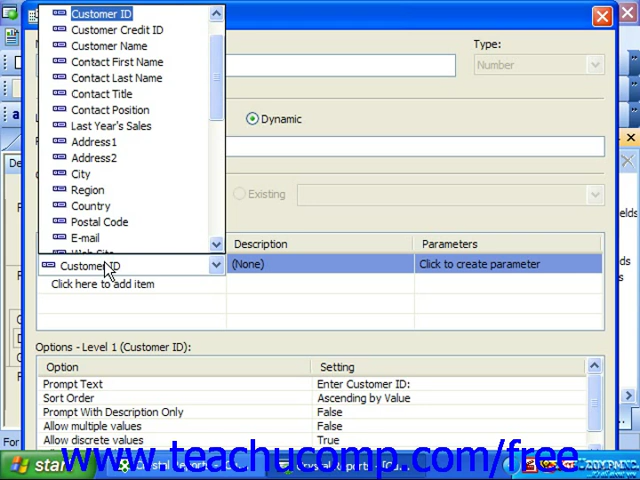 Customer ID
Customer Credit ID
Customer Name
Contact First Name
Contact Last Name
Contact Title
Contact Position
Last Year's Sales
Address1
Address2
City
Region
Country
Postal Code
E-mail
Web Site
Type:
Number
Dynamic
Existing
Description
Parameters
Customer ID
(None)
Click to create parameter
Click here to add item
Options - Level 1 (Customer ID):
Option
Setting
Prompt Text
Enter Customer ID:
Sort Order
Ascending by Value
Prompt With Description Only
False
Allow multiple values
False
Allow discrete values
True
www.teachucomp.com/free
start